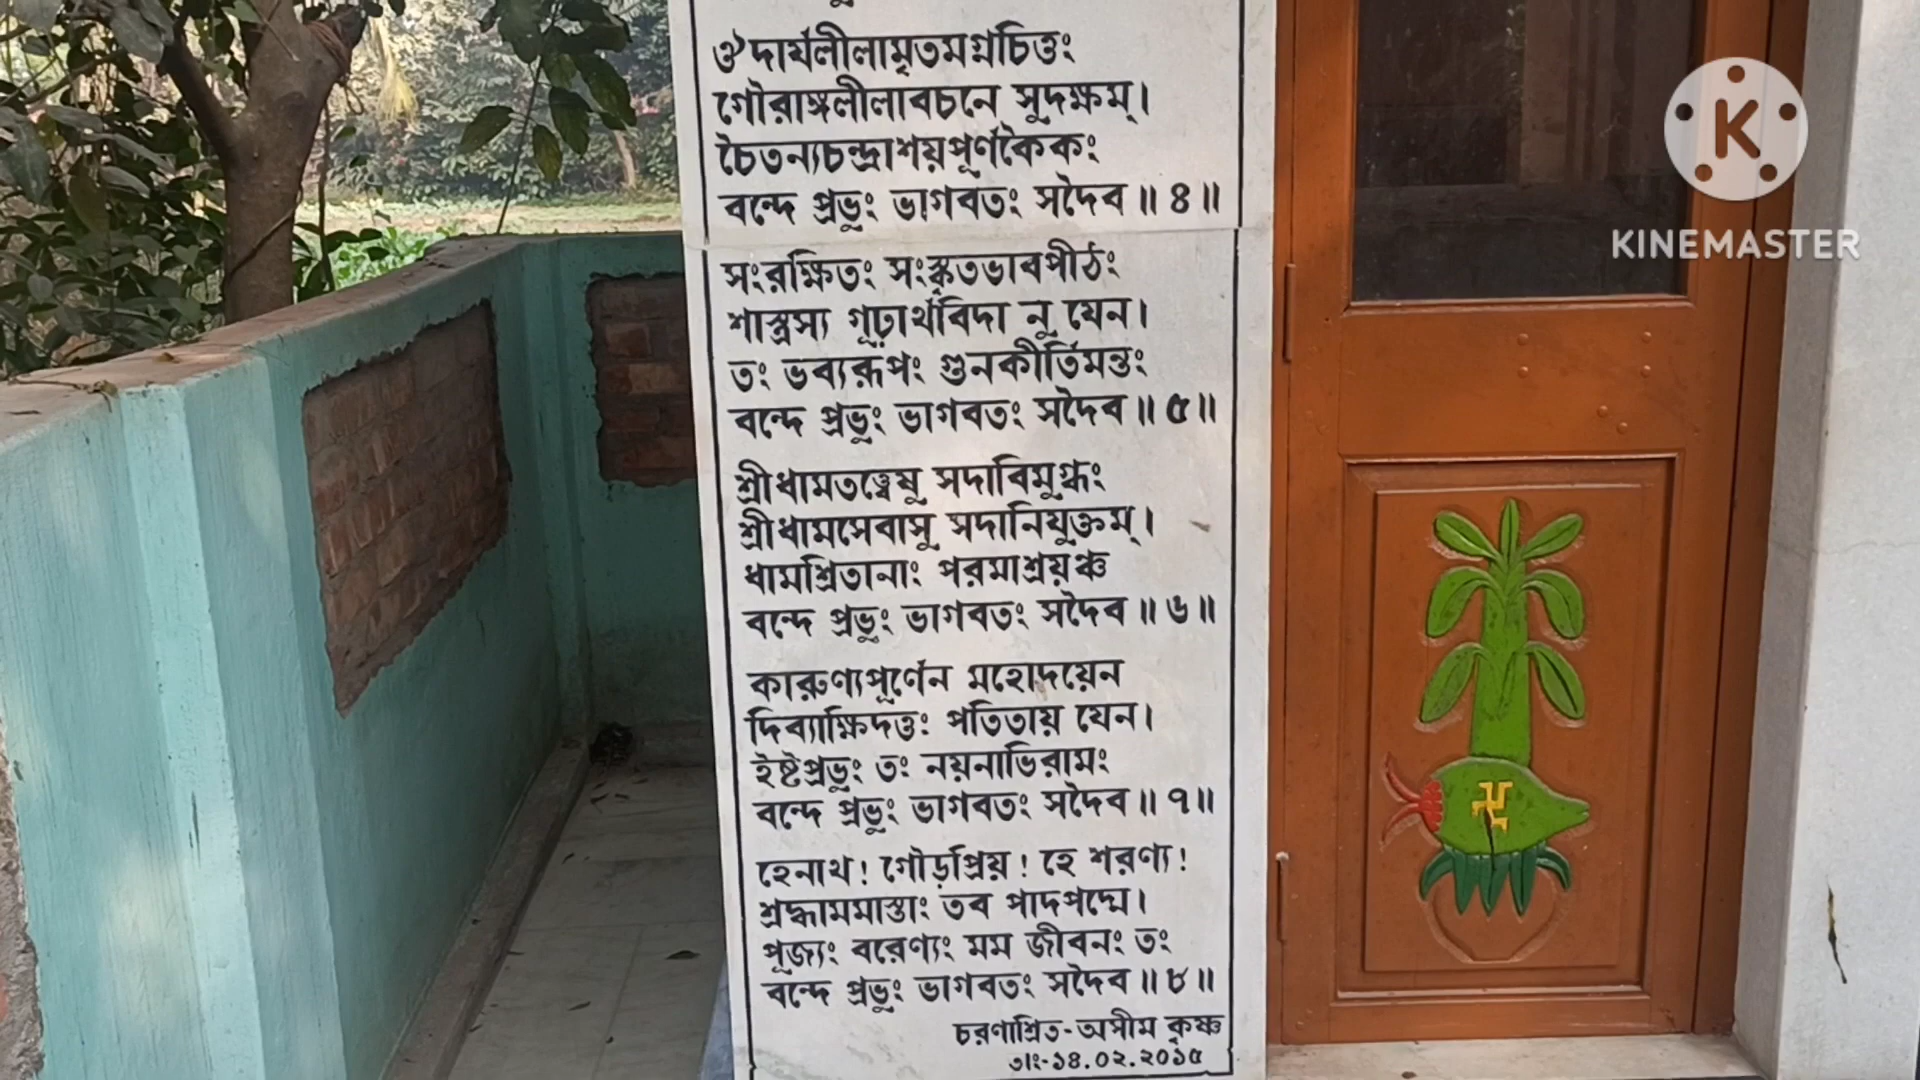 ঔদার্যলীলামৃতমগ্নচিত্তং
গৌরাঙ্গলীলাবচনে সুদক্ষম্।
চৈতন্যচন্দ্রাশয়পূর্ণকৈকং
বন্দে প্রভুং ভাগবতং সদৈব॥ ৪॥
সংরক্ষিতং সংস্কৃতভাবপীঠং
শাস্ত্রস্য গূঢ়ার্থবিদা নু যেন।
তং ভব্যরূপং গুনকীর্তিমন্তং
বন্দে প্রভুং ভাগবতং সদৈব॥ ৫॥
শ্রীধামতত্ত্বেষু সদাবিমুগ্ধং
শ্রীধামসেবাসু সদানিযুক্তম্।
ধামশ্রিতানাং পরমাশ্রয়ঞ্চ
বন্দে প্রভুং ভাগবতং সদৈব॥ ৬॥
কারুণ্যপূর্ণেন মহোদয়েন
দিব্যাক্ষিদত্তং পতিতায় যেন।
ইষ্টপ্রভুং তং নয়নাভিরামং
বন্দে প্রভুং ভাগবতং সদৈব॥ ৭॥
হেনাথ! গৌড়প্রিয়! হে শরণ্য!
শ্রদ্ধামমাস্তাং তব পাদপদ্মে।
পূজ্যং বরেণ্যং মম জীবনং তং
বন্দে প্রভুং ভাগবতং সদৈব॥ ৮॥
চরণাশ্রিত-অসীম কৃষ্ণ
তাং-১৪.০২.২০১৫
K
KINEMASTER